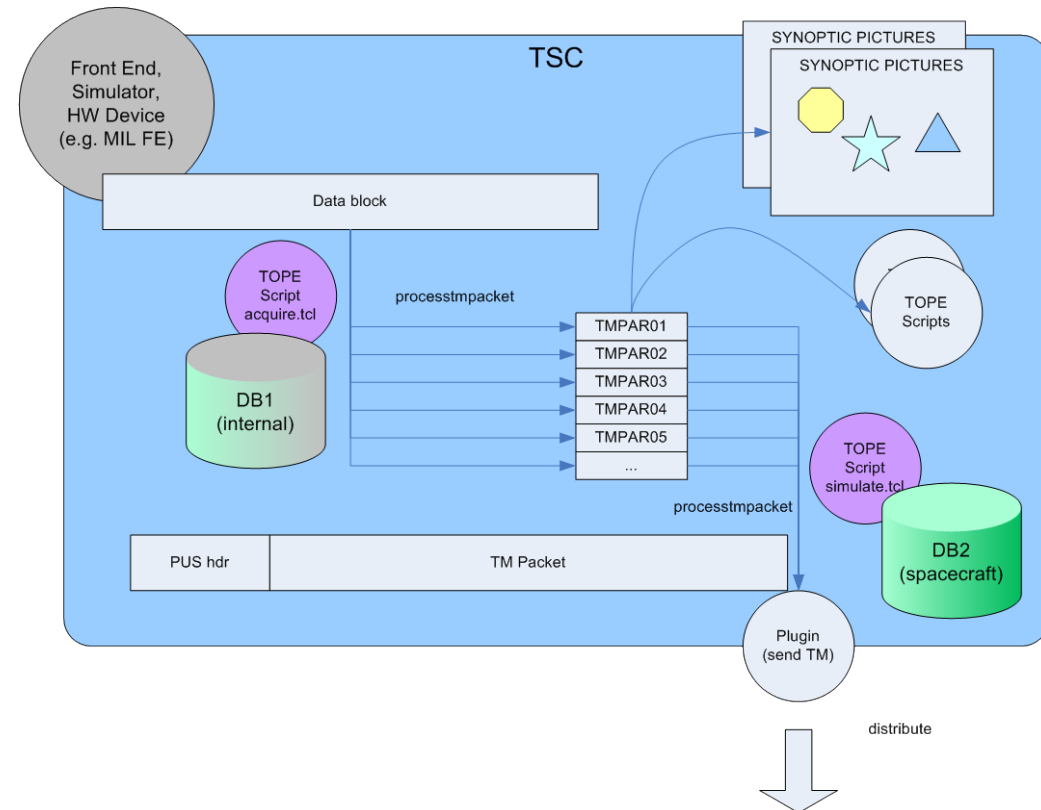 TSC
Front End,
Simulator,
HW Device
(e.g. MIL FE)
SYNOPTIC PICTURES
SYNOPTIC PICTURES
Data block
TOPE
Script
acquire.tcl
processtmpacket
DB1
(internal)
TMPAR01
TMPAR02
TMPAR03
TMPAR04
TMPAR05
...
TOPE
Scripts
TOPE
Script
simulate.tcl
processtmpacket
DB2
(spacecraft)
PUS hdr
TM Packet
Plugin
(send TM)
distribute